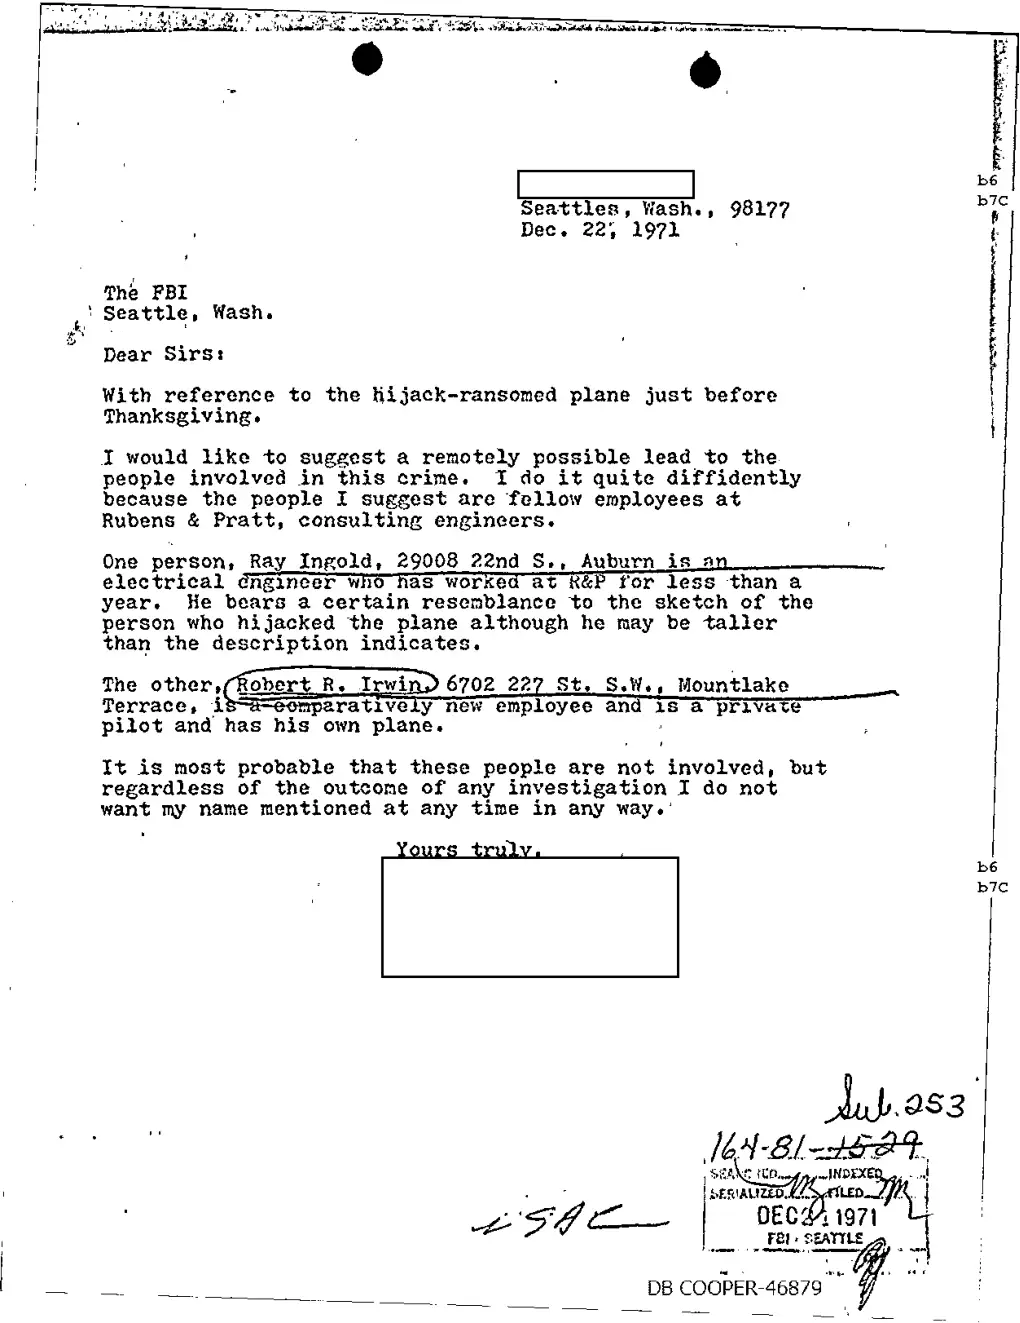 b6
b7C
Seattles, Wash., 98177
Dec. 22, 1971
The FBI
Seattle, Wash.
Dear Sirs:
With reference to the hijack-ransomed plane just before
Thanksgiving.
I would like to suggest a remotely possible lead to the
people involved in this crime. I do it quite diffidently
because the people I suggest are fellow employees at
Rubens & Pratt, consulting engineers.
One person, Ray Ingold, 29008 22nd S., Auburn is an
electrical engineer who has worked at R&P for less than a
year. He bears a certain resemblance to the sketch of the
person who hijacked the plane although he may be taller
than the description indicates.
The other, Robert R. Irwin, 6702 227 St. S.W., Mountlake
Terrace, is a comparatively new employee and is a private
pilot and has his own plane.
It is most probable that these people are not involved, but
regardless of the outcome of any investigation I do not
want my name mentioned at any time in any way.
Yours truly,
b6
b7C
Sub. 253
164-81-1529
SEARCHED INDEXED
SERIALIZED FILED
DEC 1971
FBI - SEATTLE
DB COOPER-46879